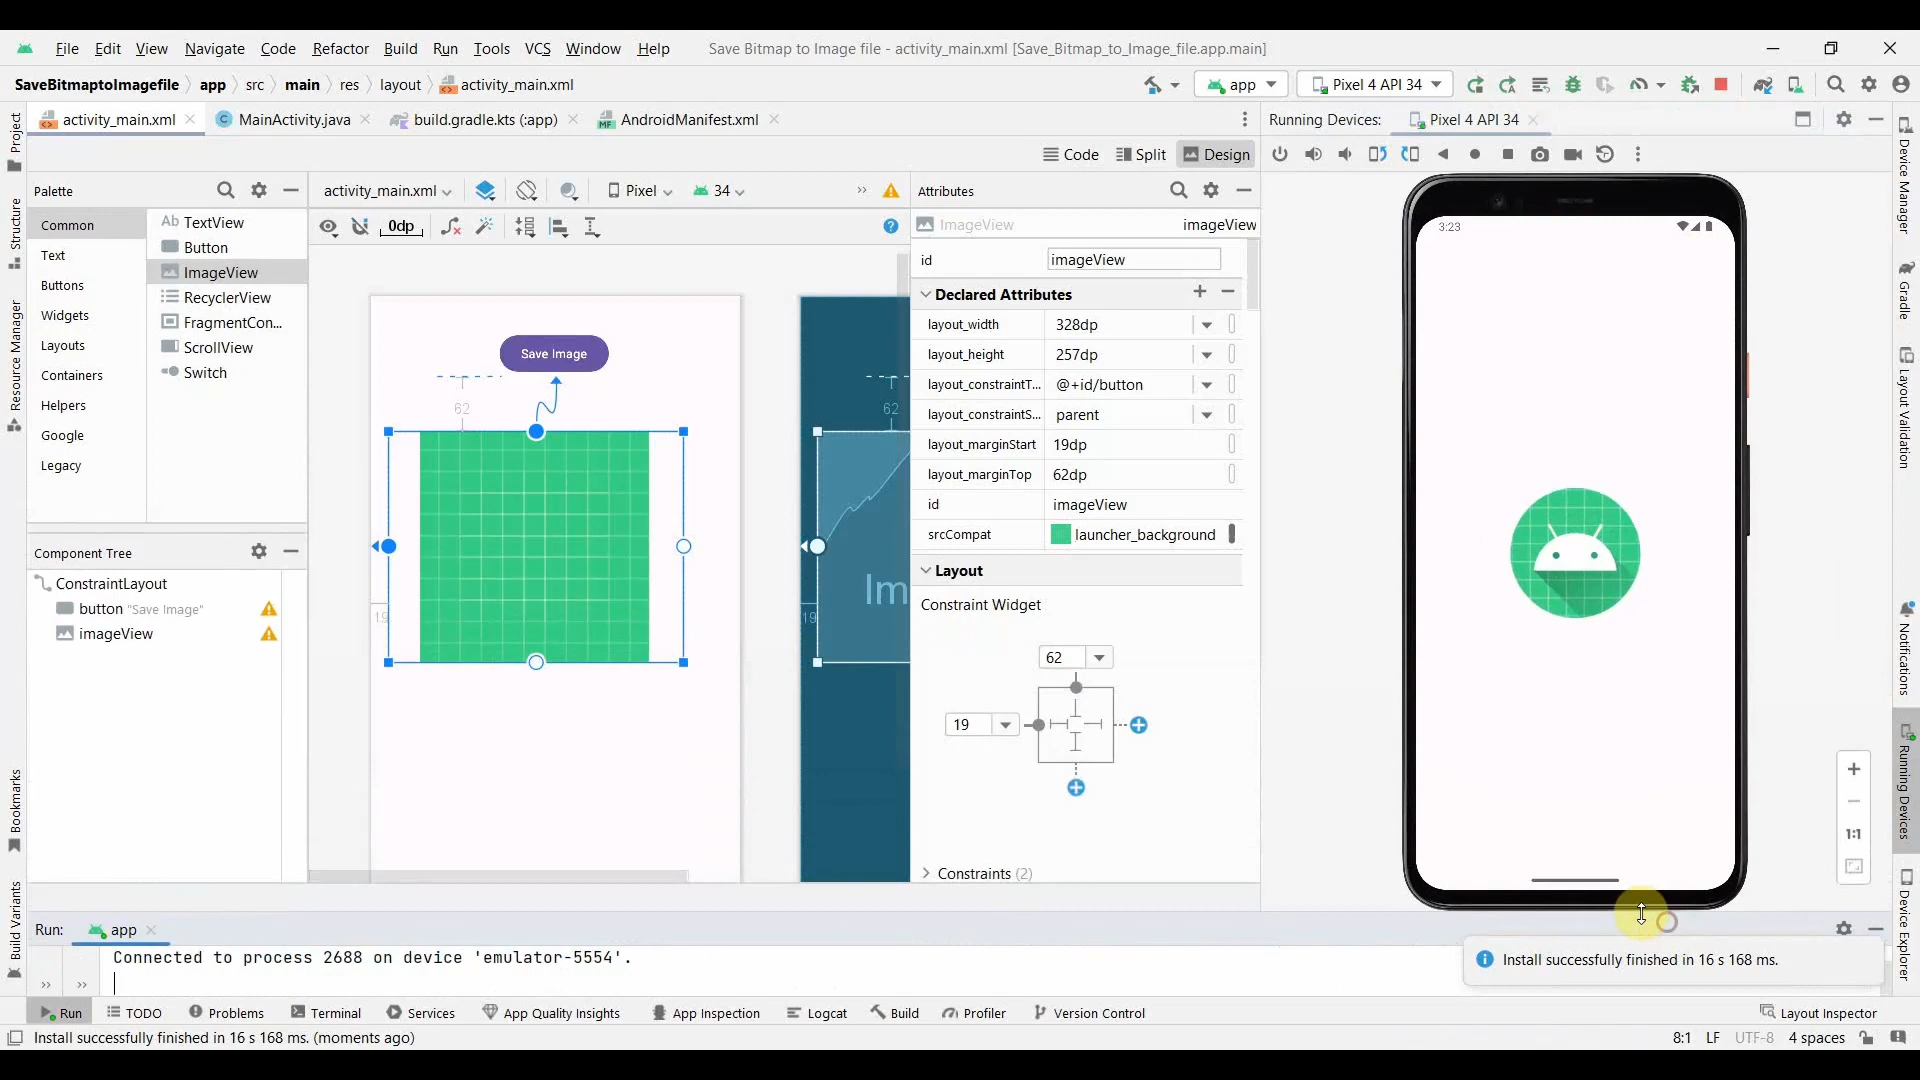 File Edit View Navigate Code Refactor Build Run Tools VCS Window Help Save Bitmap to Image file - activity_main.xml [Save_Bitmap_to_Image_file.app.main]
SaveBitmaptoImagefile app src main res layout activity_main.xml app Pixel 4 API 34
activity_main.xml MainActivity.java build.gradle.kts (:app) AndroidManifest.xml Running Devices: Pixel 4 API 34
Code Split Design
Project
Structure
Resource Manager
Bookmarks
Build Variants
Palette
Common
Text
Buttons
Widgets
Layouts
Containers
Helpers
Google
Legacy
Ab TextView
Button
ImageView
RecyclerView
FragmentCon...
ScrollView
Switch
Component Tree
ConstraintLayout
button "Save Image"
imageView
activity_main.xml Pixel 34
0dp
Save Image
62
19
62
19
Im
Attributes
ImageView imageView
id imageView
Declared Attributes
layout_width 328dp
layout_height 257dp
layout_constraintT... @+id/button
layout_constraintS... parent
layout_marginStart 19dp
layout_marginTop 62dp
id imageView
srcCompat launcher_background
Layout
Constraint Widget
62
19
Constraints (2)
3:23
1:1
Device Manager
Gradle
Layout Validation
Notifications
Running Devices
Device Explorer
Run: app
Connected to process 2688 on device 'emulator-5554'.
Install successfully finished in 16 s 168 ms.
Run TODO Problems Terminal Services App Quality Insights App Inspection Logcat Build Profiler Version Control Layout Inspector
Install successfully finished in 16 s 168 ms. (moments ago) 8:1 LF UTF-8 4 spaces